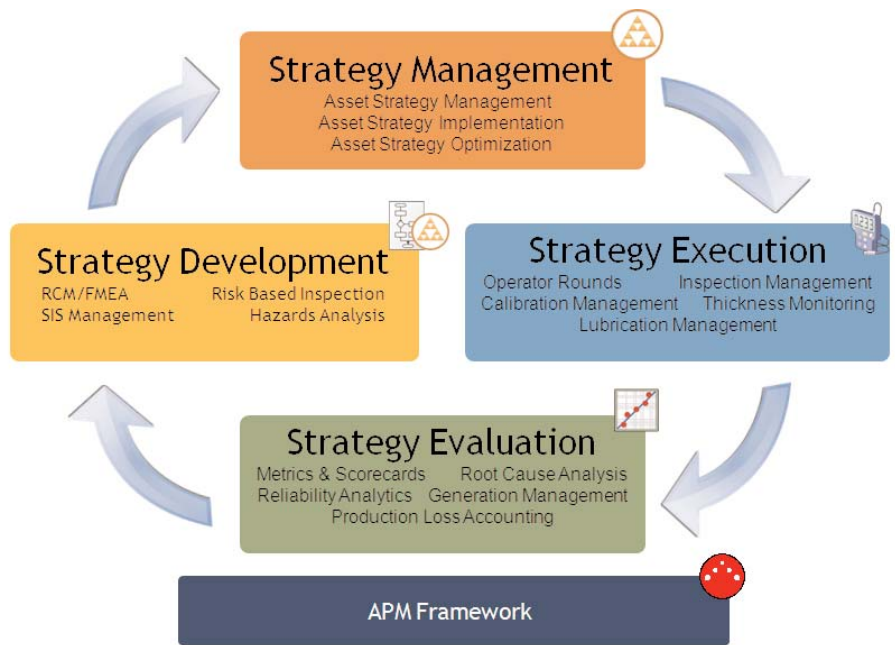 Strategy Management
Asset Strategy Management
Asset Strategy Implementation
Asset Strategy Optimization
Strategy Development
RCM/FMEA Risk Based Inspection
SIS Management Hazards Analysis
Strategy Execution
Operator Rounds Inspection Management
Calibration Management Thickness Monitoring
Lubrication Management
Strategy Evaluation
Metrics & Scorecards Root Cause Analysis
Reliability Analytics Generation Management
Production Loss Accounting
APM Framework